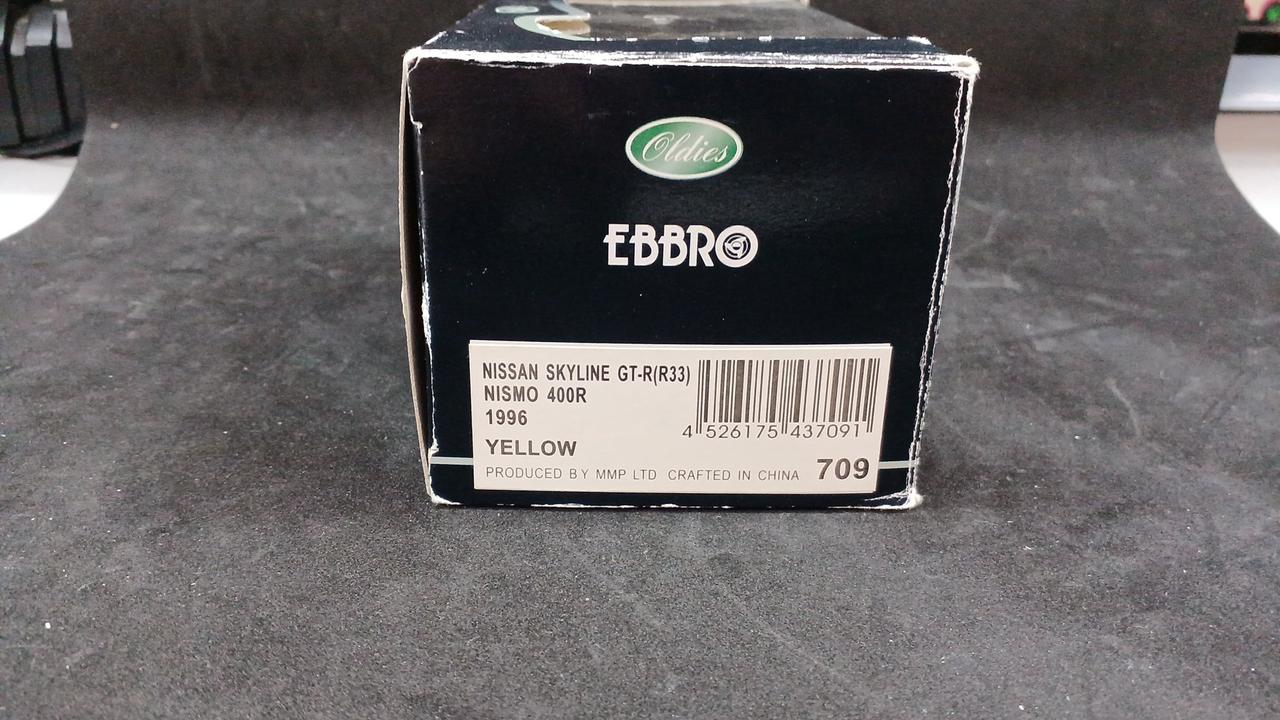 Oldies
EBBRO
NISSAN SKYLINE GT-R(R33)
NISMO 400R
1996
YELLOW
4 526175 437091
PRODUCED BY MMP LTD CRAFTED IN CHINA 709